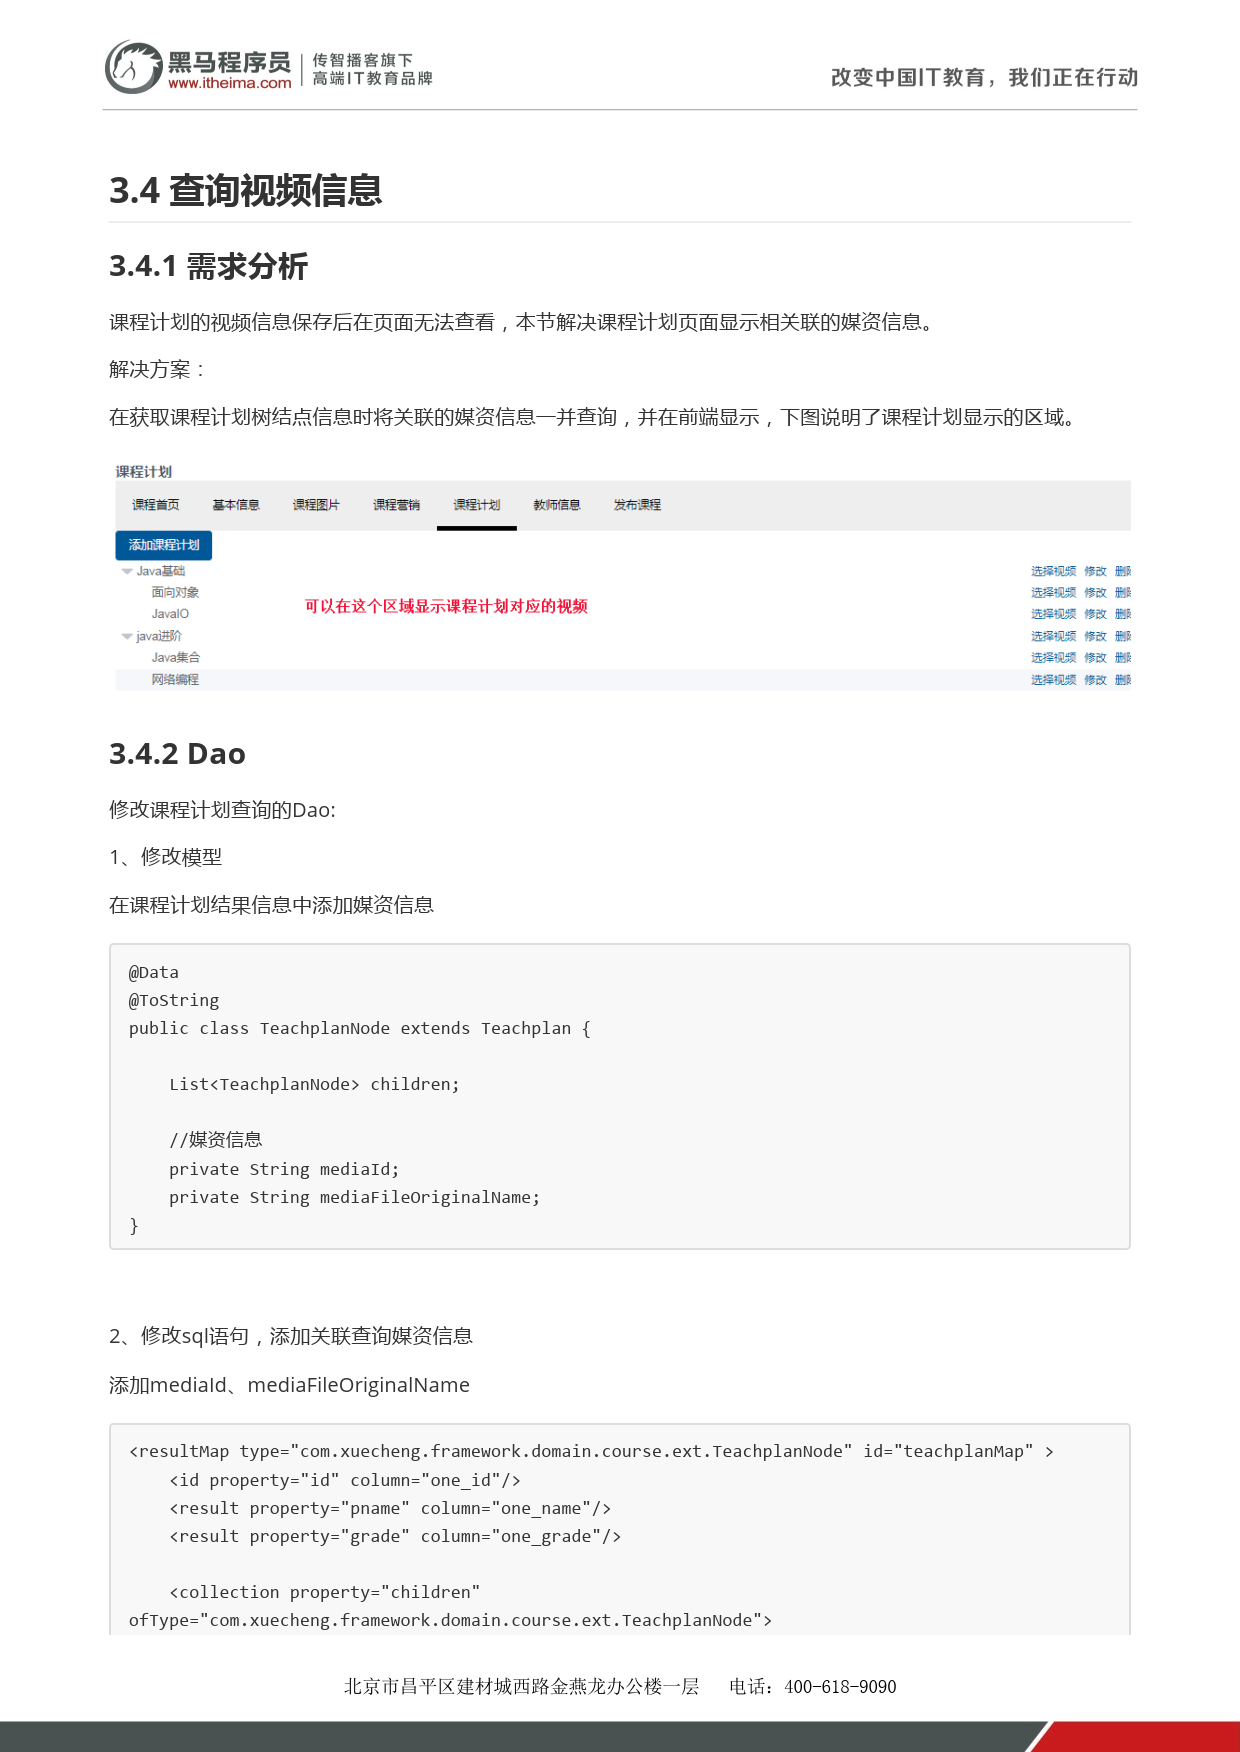 黑马程序员
www.itheima.com
传智播客旗下
高端IT教育品牌
改变中国IT教育，我们正在行动
3.4 查询视频信息
3.4.1 需求分析
课程计划的视频信息保存后在页面无法查看，本节解决课程计划页面显示相关联的媒资信息。
解决方案：
在获取课程计划树结点信息时将关联的媒资信息一并查询，并在前端显示，下图说明了课程计划显示的区域。
课程计划
课程首页 基本信息 课程图片 课程营销 课程计划 教师信息 发布课程
添加课程计划
Java基础 选择视频 修改 删除
面向对象 选择视频 修改 删除
可以在这个区域显示课程计划对应的视频
JavaIO 选择视频 修改 删除
java进阶 选择视频 修改 删除
Java集合 选择视频 修改 删除
网络编程 选择视频 修改 删除
3.4.2 Dao
修改课程计划查询的Dao:
1、修改模型
在课程计划结果信息中添加媒资信息
@Data
@ToString
public class TeachplanNode extends Teachplan {
List<TeachplanNode> children;
//媒资信息
private String mediaId;
private String mediaFileOriginalName;
}
2、修改sql语句，添加关联查询媒资信息
添加mediaId、mediaFileOriginalName
<resultMap type="com.xuecheng.framework.domain.course.ext.TeachplanNode" id="teachplanMap" >
<id property="id" column="one_id"/>
<result property="pname" column="one_name"/>
<result property="grade" column="one_grade"/>
<collection property="children"
ofType="com.xuecheng.framework.domain.course.ext.TeachplanNode">
北京市昌平区建材城西路金燕龙办公楼一层 电话：400-618-9090